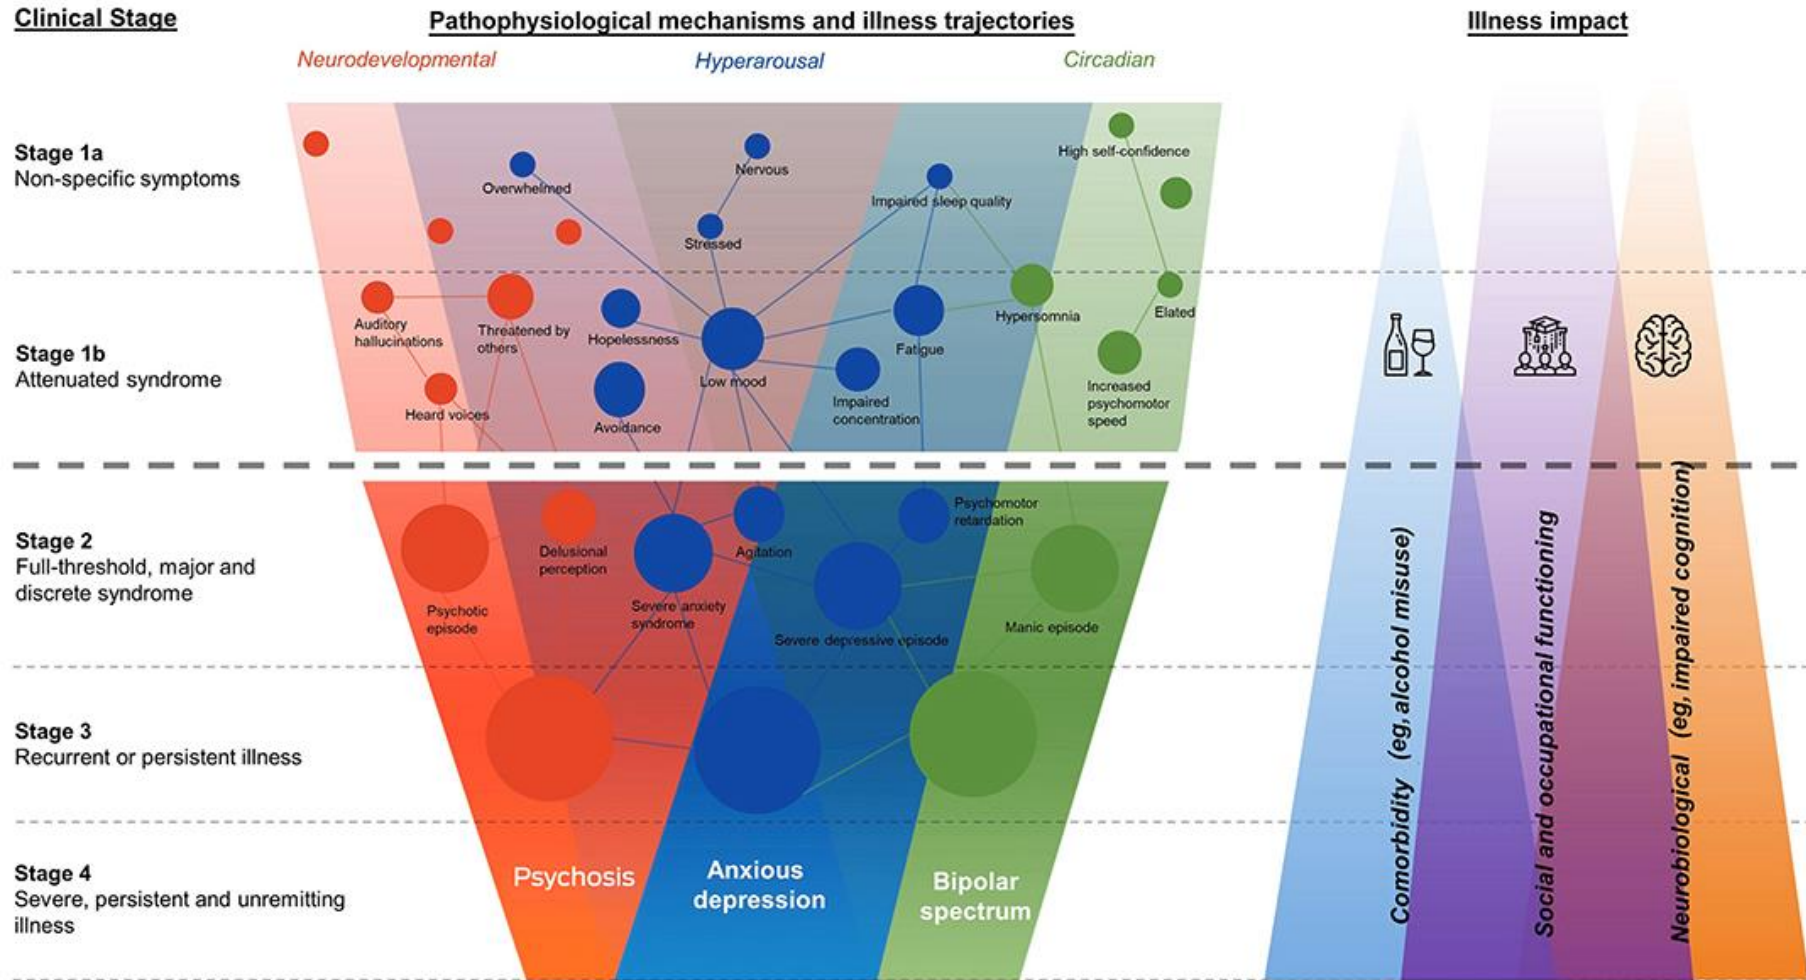 Clinical Stage
Pathophysiological mechanisms and illness trajectories
Illness impact
Neurodevelopmental
Hyperarousal
Circadian
Stage 1a
Non-specific symptoms
Overwhelmed
Nervous
Stressed
Impaired sleep quality
High self-confidence
Stage 1b
Attenuated syndrome
Auditory
hallucinations
Threatened by
others
Heard voices
Hopelessness
Avoidance
Low mood
Impaired
concentration
Fatigue
Hypersomnia
Elated
Increased
psychomotor
speed
Stage 2
Full-threshold, major and
discrete syndrome
Psychotic
episode
Delusional
perception
Severe anxiety
syndrome
Agitation
Severe depressive episode
Psychomotor
retardation
Manic episode
Stage 3
Recurrent or persistent illness
Stage 4
Severe, persistent and unremitting
illness
Psychosis
Anxious
depression
Bipolar
spectrum
Comorbidity (eg, alcohol misuse)
Social and occupational functioning
Neurobiological (eg, impaired cognition)